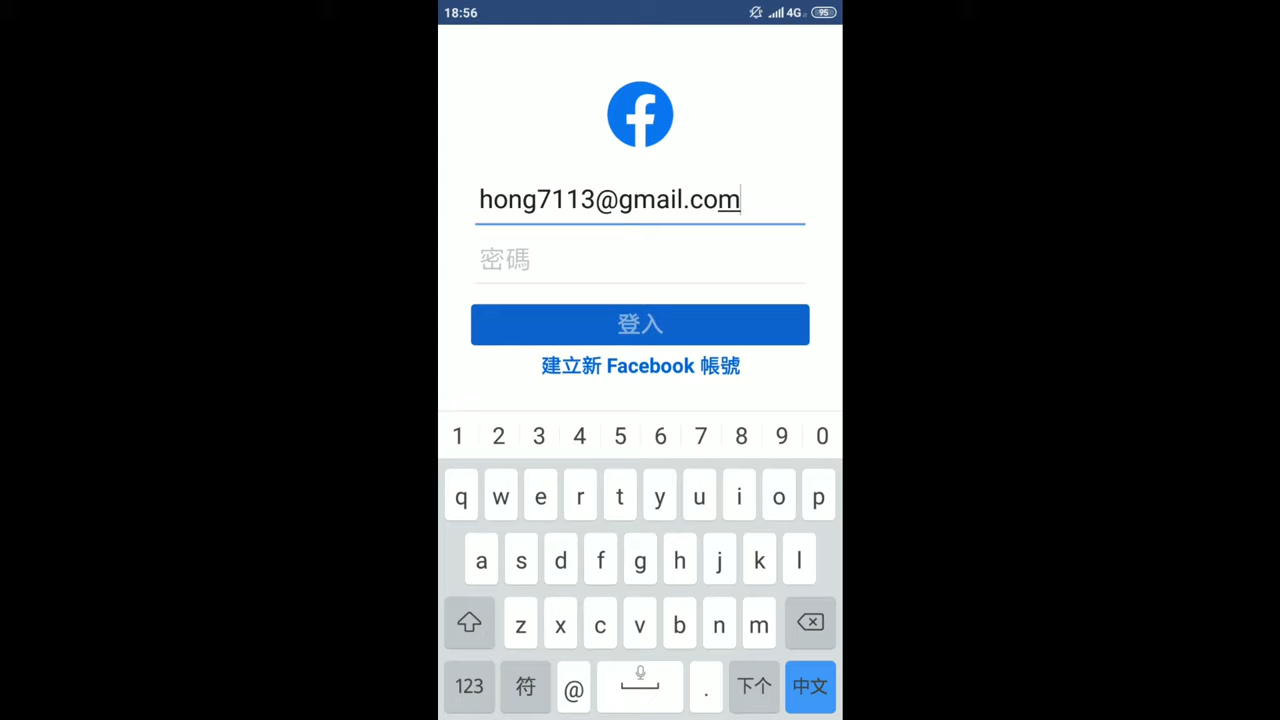 18:56 4G 95
hong7113@gmail.com
密碼
登入
建立新 Facebook 帳號
1 2 3 4 5 6 7 8 9 0
q w e r t y u i o p
a s d f g h j k l
z x c v b n m
123 符 @ . 下个 中文